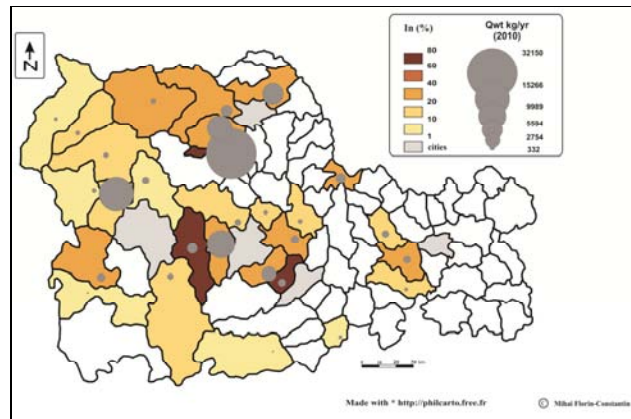 In (%)
Qwt kg/yr
(2010)
80
60
40
20
10
1
cities
32150
15266
9989
2754
332
N
Made with * http://philcarto.free.fr
© Mihai Florin-Constantin